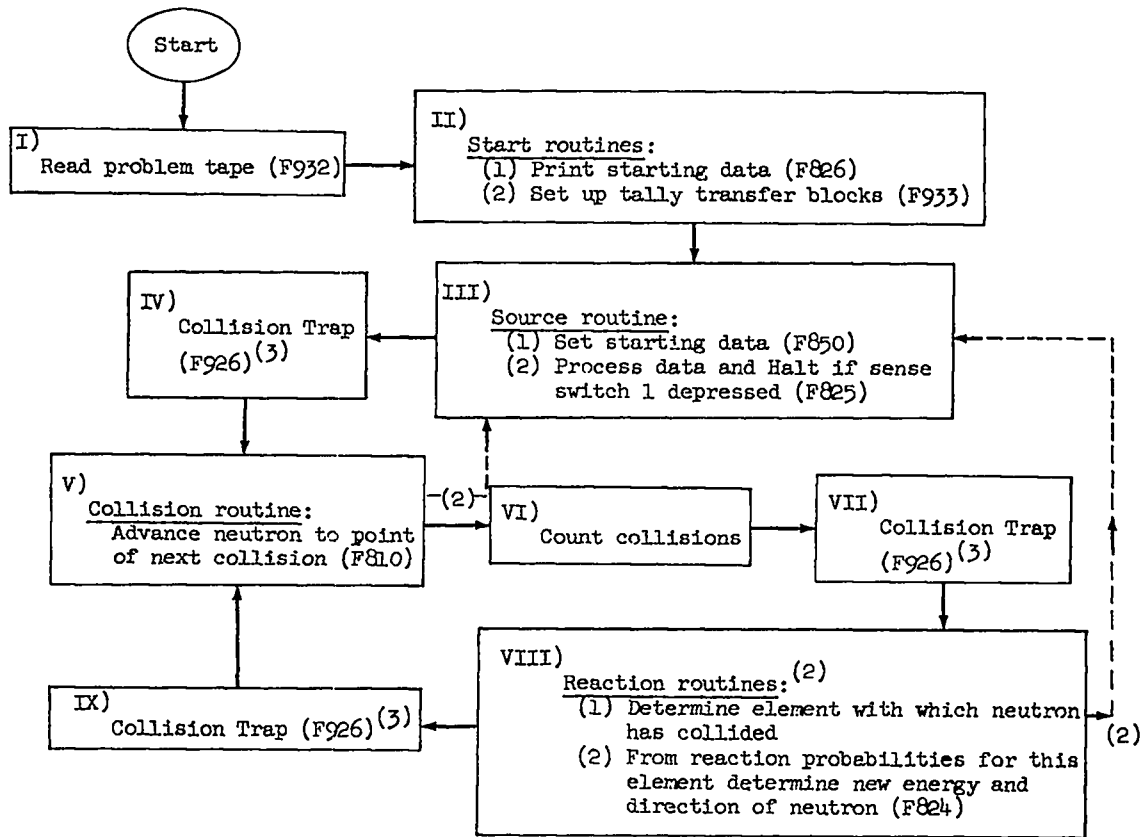 Start
I)
Read problem tape (F932)
II)
Start routines:
(1) Print starting data (F826)
(2) Set up tally transfer blocks (F933)
III)
Source routine:
(1) Set starting data (F850)
(2) Process data and Halt if sense
switch 1 depressed (F825)
IV)
Collision Trap
(F926)(3)
V)
Collision routine:
Advance neutron to point
of next collision (F810)
(2)
VI)
Count collisions
VII)
Collision Trap
(F926)(3)
VIII)
Reaction routines:(2)
(1) Determine element with which neutron
has collided
(2) From reaction probabilities for this
element determine new energy and
direction of neutron (F824)
(2)
IX)
Collision Trap (F926)(3)